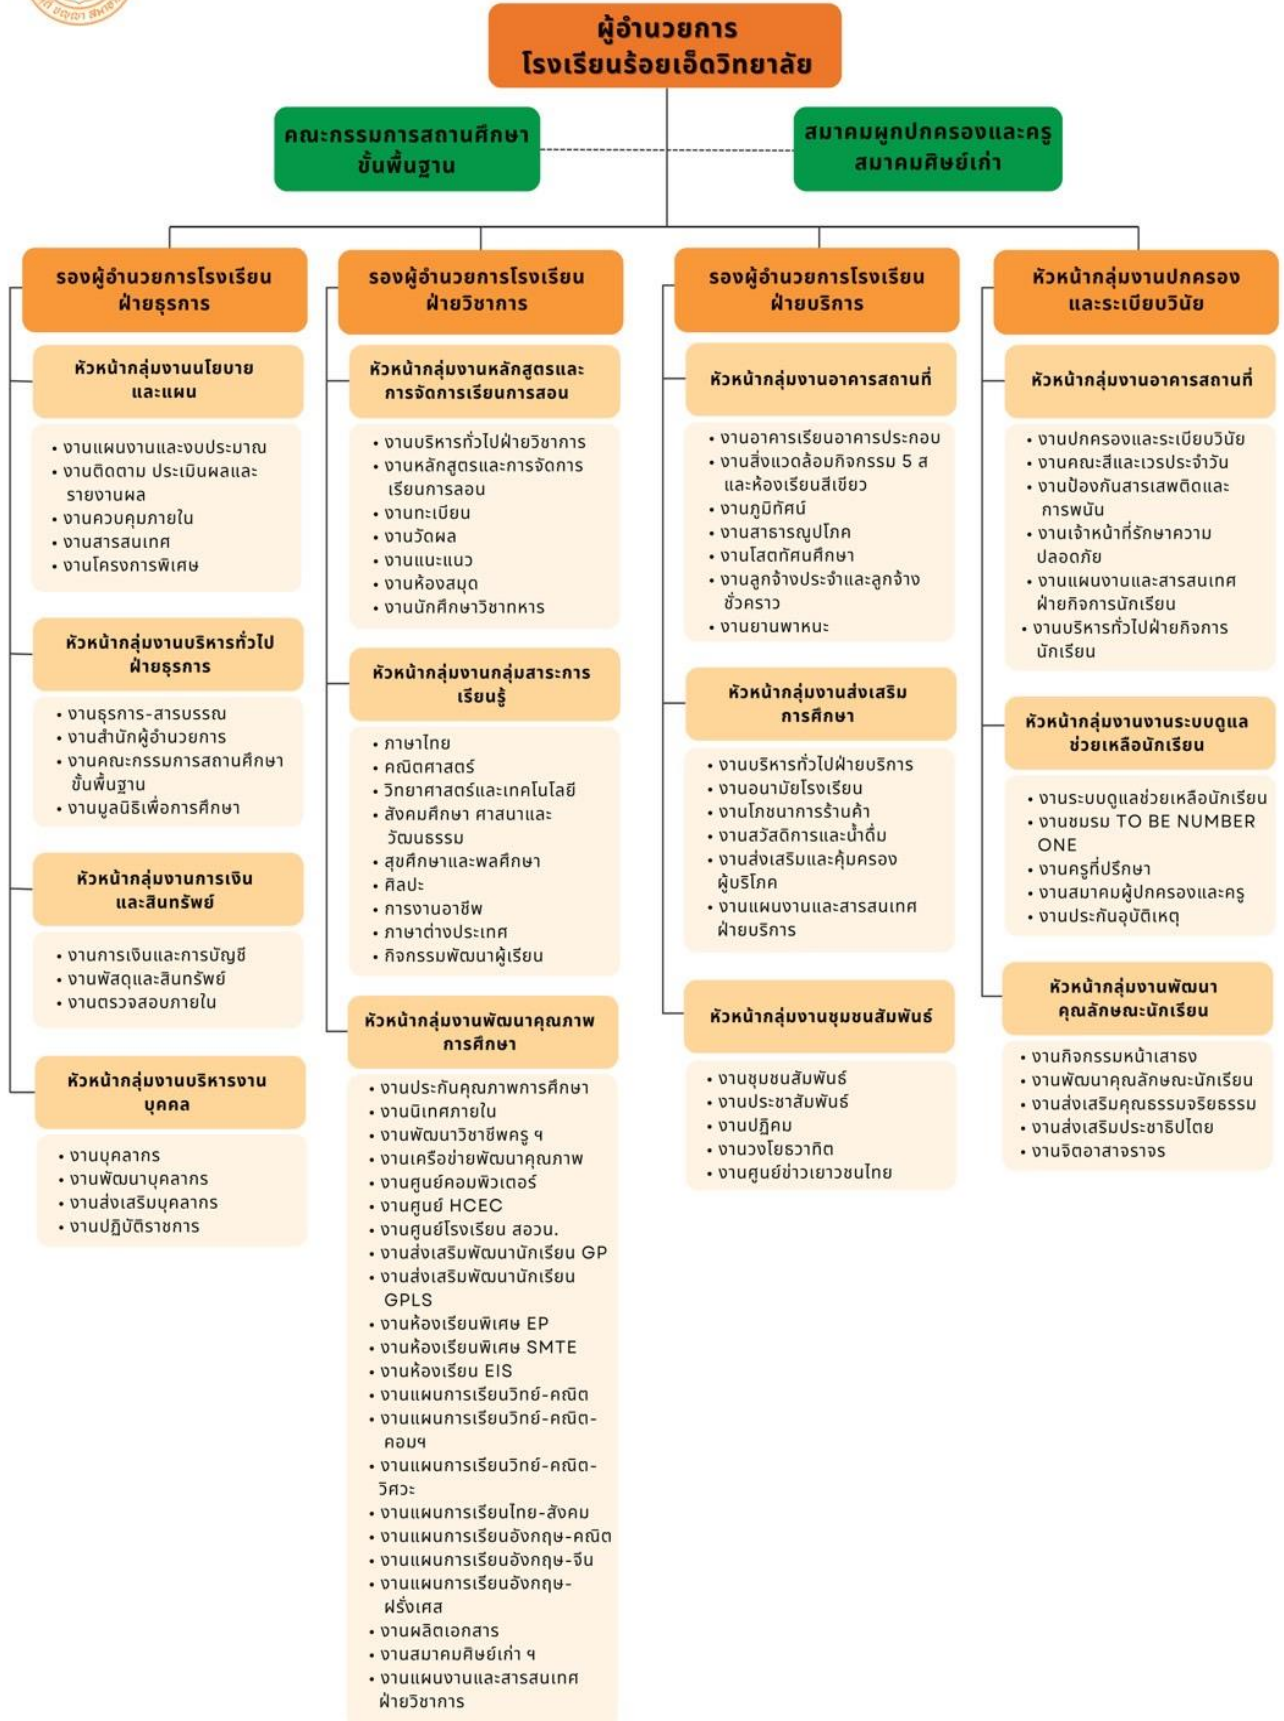 ผู้อำนวยการ
โรงเรียนร้อยเอ็ดวิทยาลัย
คณะกรรมการสถานศึกษา
ขั้นพื้นฐาน
สมาคมผูกปกครองและครู
สมาคมศิษย์เก่า
รองผู้อำนวยการโรงเรียน
ฝ่ายธุรการ
หัวหน้ากลุ่มงานนโยบาย
และแผน
• งานแผนงานและงบประมาณ
• งานติดตาม ประเมินผลและ
รายงานผล
• งานควบคุมภายใน
• งานสารสนเทศ
• งานโครงการพิเศษ
หัวหน้ากลุ่มงานบริหารทั่วไป
ฝ่ายธุรการ
• งานธุรการ-สารบรรณ
• งานสำนักผู้อำนวยการ
• งานคณะกรรมการสถานศึกษา
ขั้นพื้นฐาน
• งานมูลนิธิเพื่อการศึกษา
หัวหน้ากลุ่มงานการเงิน
และสินทรัพย์
• งานการเงินและการบัญชี
• งานพัสดุและสินทรัพย์
• งานตรวจสอบภายใน
หัวหน้ากลุ่มงานบริหารงาน
บุคคล
• งานบุคลากร
• งานพัฒนาบุคลากร
• งานส่งเสริมบุคลากร
• งานปฏิบัติราชการ
รองผู้อำนวยการโรงเรียน
ฝ่ายวิชาการ
หัวหน้ากลุ่มงานหลักสูตรและ
การจัดการเรียนการสอน
• งานบริหารทั่วไปฝ่ายวิชาการ
• งานหลักสูตรและการจัดการ
เรียนการลอน
• งานทะเบียน
• งานวัดผล
• งานแนะแนว
• งานห้องสมุด
• งานนักศึกษาวิชาทหาร
หัวหน้ากลุ่มงานกลุ่มสาระการ
เรียนรู้
• ภาษาไทย
• คณิตศาสตร์
• วิทยาศาสตร์และเทคโนโลยี
• สังคมศึกษา ศาสนาและ
วัฒนธรรม
• สุขศึกษาและพลศึกษา
• ศิลปะ
• การงานอาชีพ
• ภาษาต่างประเทศ
• กิจกรรมพัฒนาผู้เรียน
หัวหน้ากลุ่มงานพัฒนาคุณภาพ
การศึกษา
• งานประกันคุณภาพการศึกษา
• งานนิเทศภายใน
• งานพัฒนาวิชาชีพครู ฯ
• งานเครือข่ายพัฒนาคุณภาพ
• งานศูนย์คอมพิวเตอร์
• งานศูนย์ HCEC
• งานศูนย์โรงเรียน สอวน.
• งานส่งเสริมพัฒนานักเรียน GP
• งานส่งเสริมพัฒนานักเรียน
GPLS
• งานห้องเรียนพิเศษ EP
• งานห้องเรียนพิเศษ SMTE
• งานห้องเรียน EIS
• งานแผนการเรียนวิทย์-คณิต
• งานแผนการเรียนวิทย์-คณิต-
คอมฯ
• งานแผนการเรียนวิทย์-คณิต-
วิศวะ
• งานแผนการเรียนไทย-สังคม
• งานแผนการเรียนอังกฤษ-คณิต
• งานแผนการเรียนอังกฤษ-จีน
• งานแผนการเรียนอังกฤษ-
ฝรั่งเศส
• งานผลิตเอกสาร
• งานสมาคมศิษย์เก่า ฯ
• งานแผนงานและสารสนเทศ
ฝ่ายวิชาการ
รองผู้อำนวยการโรงเรียน
ฝ่ายบริการ
หัวหน้ากลุ่มงานอาคารสถานที่
• งานอาคารเรียนอาคารประกอบ
• งานสิ่งแวดล้อมกิจกรรม 5 ส
และห้องเรียนสีเขียว
• งานภูมิทัศน์
• งานสาธารณูปโภค
• งานโสตทัศนศึกษา
• งานลูกจ้างประจำและลูกจ้าง
ชั่วคราว
• งานยานพาหนะ
หัวหน้ากลุ่มงานส่งเสริม
การศึกษา
• งานบริหารทั่วไปฝ่ายบริการ
• งานอนามัยโรงเรียน
• งานโภชนาการร้านค้า
• งานสวัสดิการและน้ำดื่ม
• งานส่งเสริมและคุ้มครอง
ผู้บริโภค
• งานแผนงานและสารสนเทศ
ฝ่ายบริการ
หัวหน้ากลุ่มงานชุมชนสัมพันธ์
• งานชุมชนสัมพันธ์
• งานประชาสัมพันธ์
• งานปฏิคม
• งานวงโยธวาทิต
• งานศูนย์ข่าวเยาวชนไทย
หัวหน้ากลุ่มงานปกครอง
และระเบียบวินัย
หัวหน้ากลุ่มงานอาคารสถานที่
• งานปกครองและระเบียบวินัย
• งานคณะสีและเวรประจำวัน
• งานป้องกันสารเสพติดและ
การพนัน
• งานเจ้าหน้าที่รักษาความ
ปลอดภัย
• งานแผนงานและสารสนเทศ
ฝ่ายกิจการนักเรียน
• งานบริหารทั่วไปฝ่ายกิจการ
นักเรียน
หัวหน้ากลุ่มงานงานระบบดูแล
ช่วยเหลือนักเรียน
• งานระบบดูแลช่วยเหลือนักเรียน
• งานชมรม TO BE NUMBER
ONE
• งานครูที่ปรึกษา
• งานสมาคมผู้ปกครองและครู
• งานประกันอุบัติเหตุ
หัวหน้ากลุ่มงานพัฒนา
คุณลักษณะนักเรียน
• งานกิจกรรมหน้าเสาธง
• งานพัฒนาคุณลักษณะนักเรียน
• งานส่งเสริมคุณธรรมจริยธรรม
• งานส่งเสริมประชาธิปไตย
• งานจิตอาสาจราจร